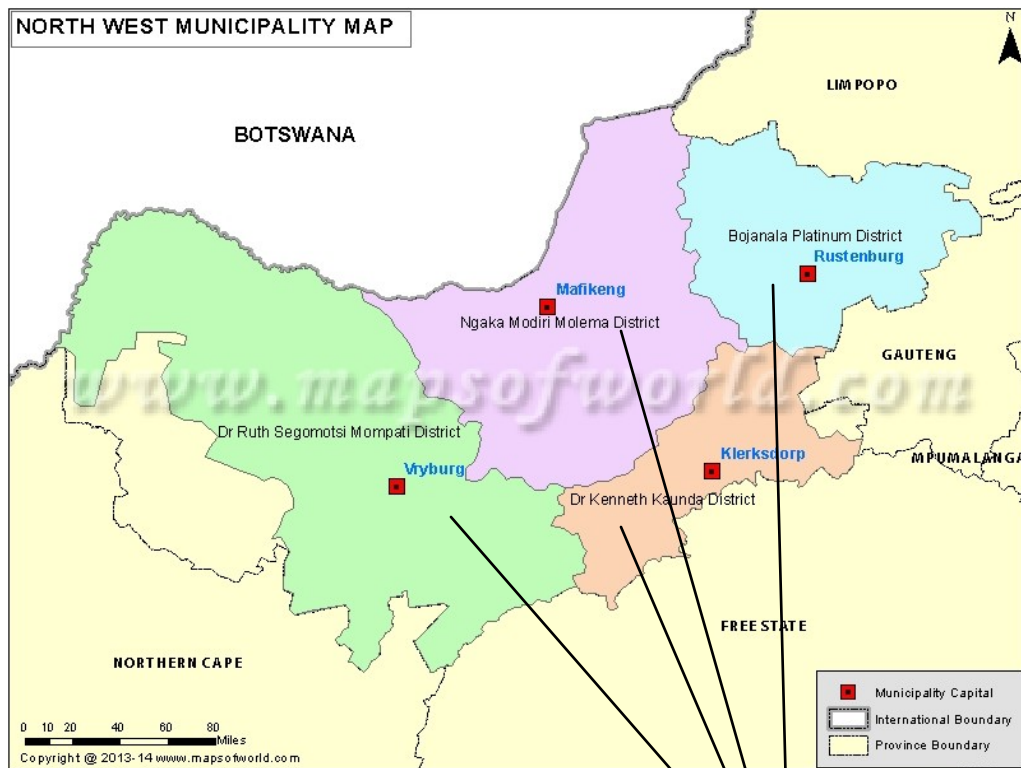 NORTH WEST MUNICIPALITY MAP
N
LIMPOPO
BOTSWANA
Bojanala Platinum District
Rustenburg
Mafikeng
Ngaka Modiri Molema District
GAUTENG
www.mapsofworld.com
Dr Ruth Segomotsi Mompati District
Vryburg
Klerksdorp
MPUMALANGA
Dr Kenneth Kaunda District
FREE STATE
NORTHERN CAPE
Municipality Capital
International Boundary
Province Boundary
0 10 20 40 60 80
Miles
Copyright @ 2013-14 www.mapsofworld.com